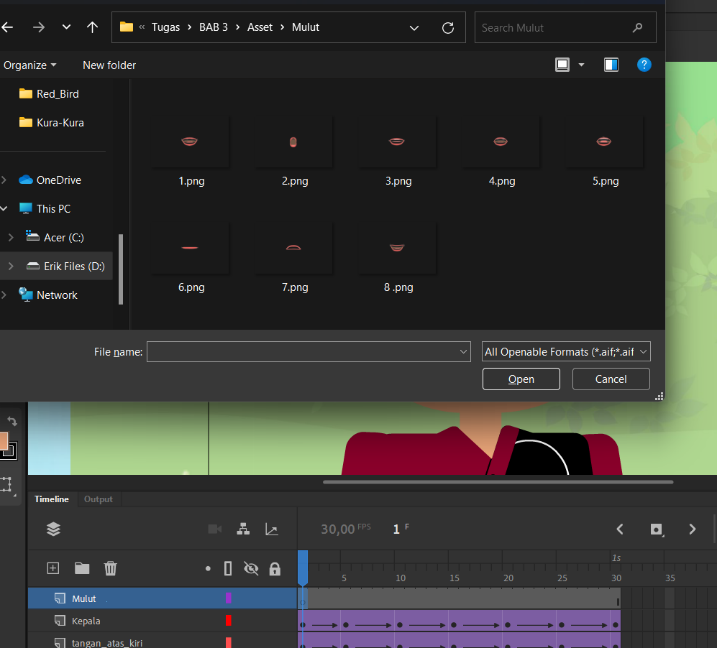 « Tugas > BAB 3 > Asset > Mulut
Search Mulut
Organize
New folder
Red_Bird
Kura-Kura
OneDrive
This PC
Acer (C:)
Erik Files (D:)
Network
1.png
2.png
3.png
4.png
5.png
6.png
7.png
8 .png
File name:
All Openable Formats (*.aif;*.aif
Open
Cancel
Timeline
Output
30,00 FPS
1 F
1s
5
10
15
20
25
30
35
Mulut
Kepala
tangan_atas_kiri